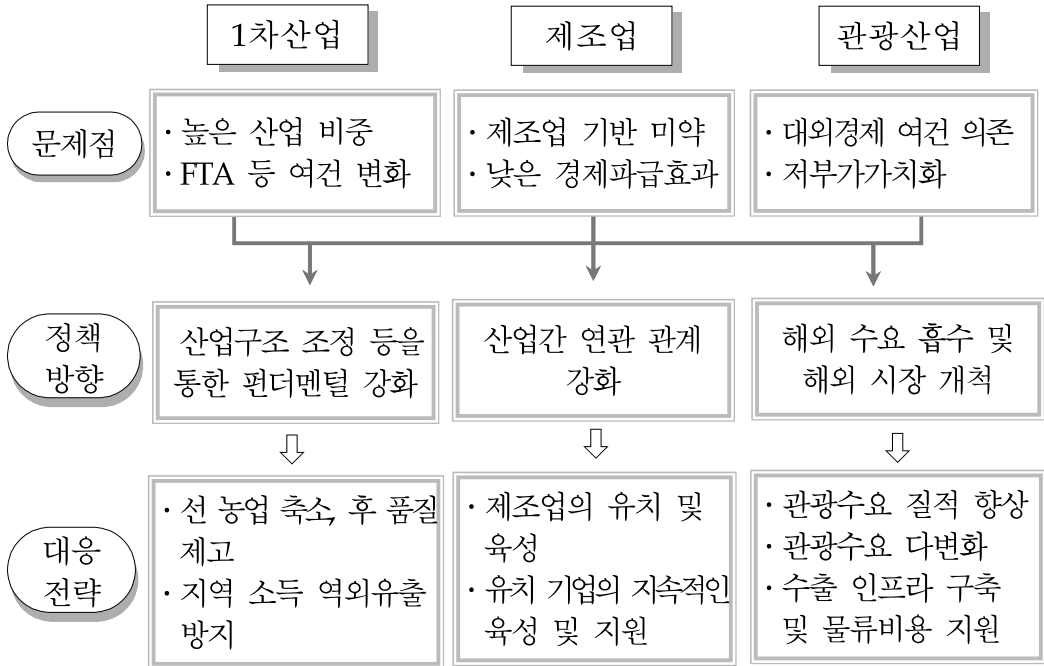 1차산업
제조업
관광산업
문제점
· 높은 산업 비중
· FTA 등 여건 변화
· 제조업 기반 미약
· 낮은 경제파급효과
· 대외경제 여건 의존
· 저부가가치화
정책
방향
산업구조 조정 등을
통한 펀더멘털 강화
산업간 연관 관계
강화
해외 수요 흡수 및
해외 시장 개척
대응
전략
· 선 농업 축소, 후 품질
제고
· 지역 소득 역외유출
방지
· 제조업의 유치 및
육성
· 유치 기업의 지속적인
육성 및 지원
· 관광수요 질적 향상
· 관광수요 다변화
· 수출 인프라 구축
및 물류비용 지원